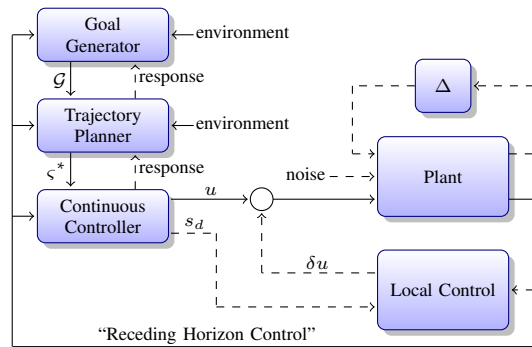 Goal
Generator
environment
𝒢
response
Δ
Trajectory
Planner
environment
ς*
response
noise
Plant
Continuous
Controller
u
s_d
δu
Local Control
“Receding Horizon Control”